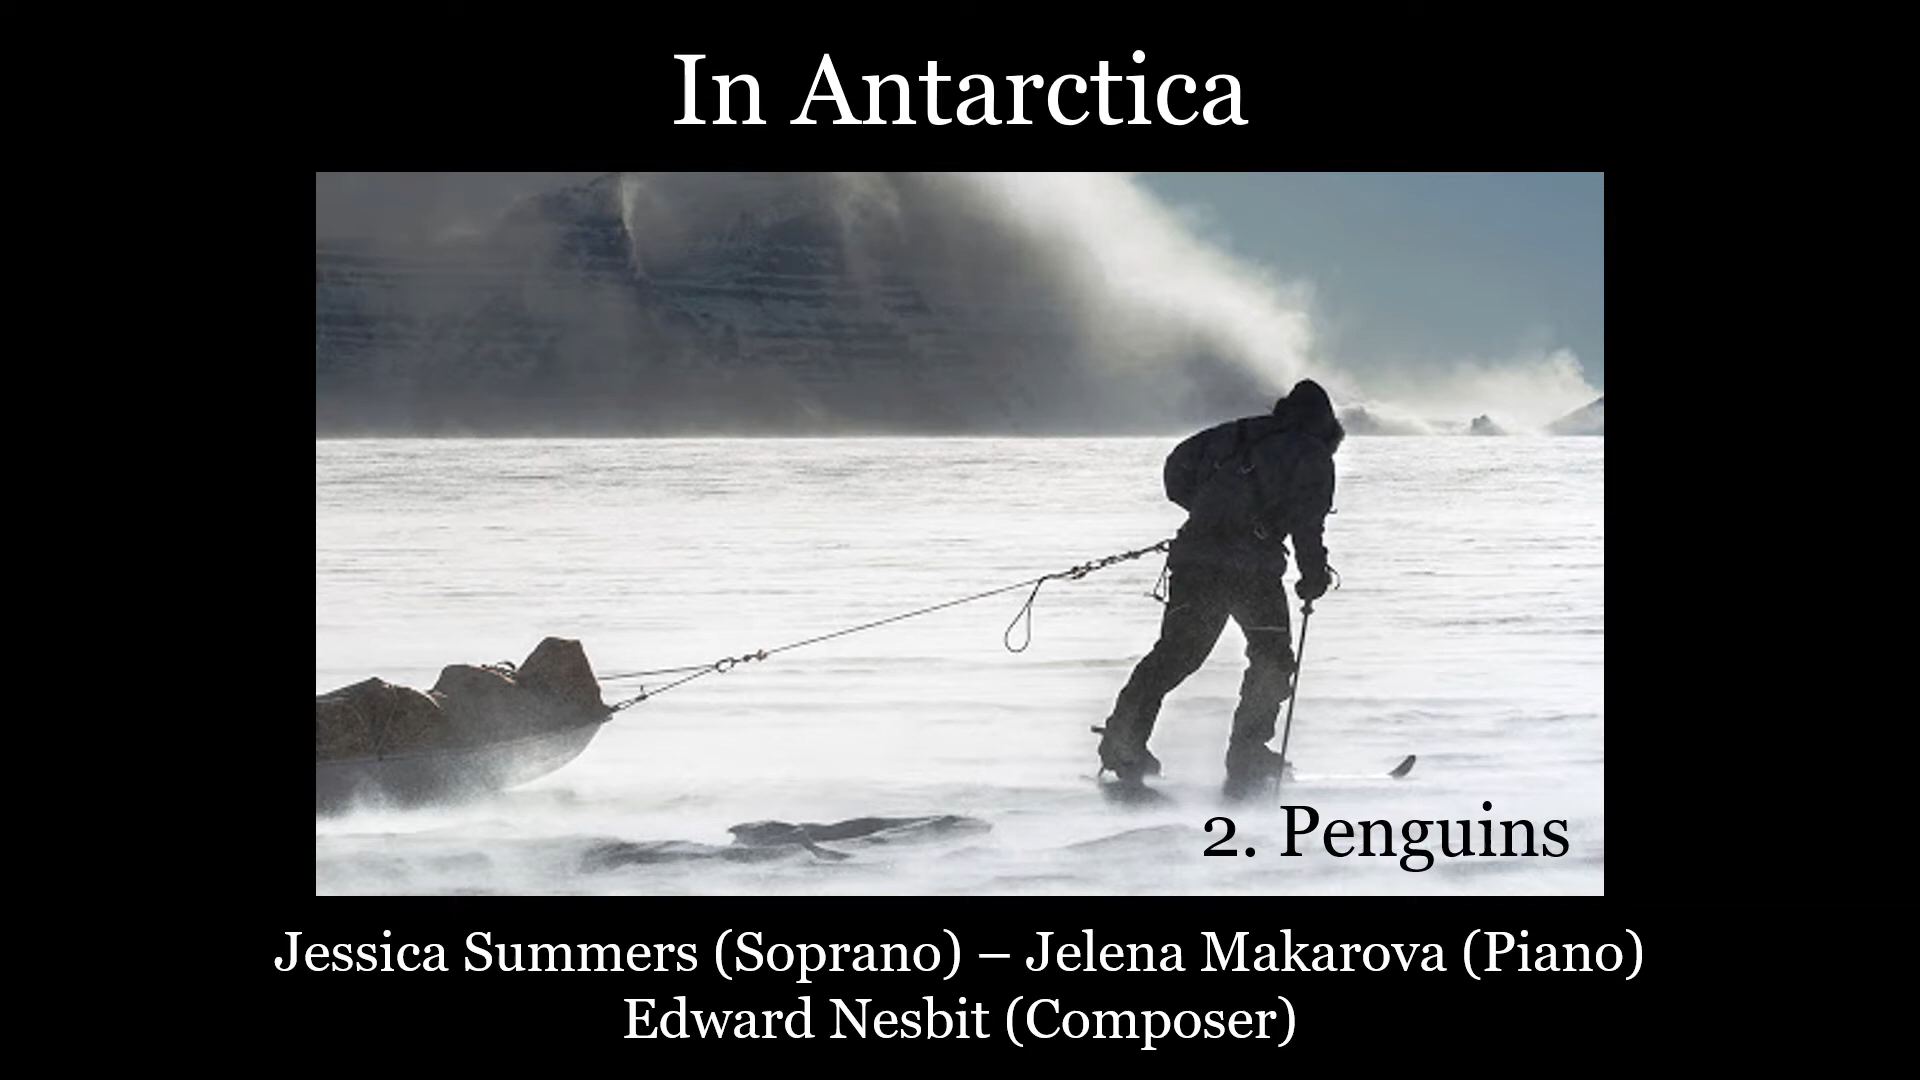 In Antarctica
2. Penguins
Jessica Summers (Soprano) – Jelena Makarova (Piano)
Edward Nesbit (Composer)